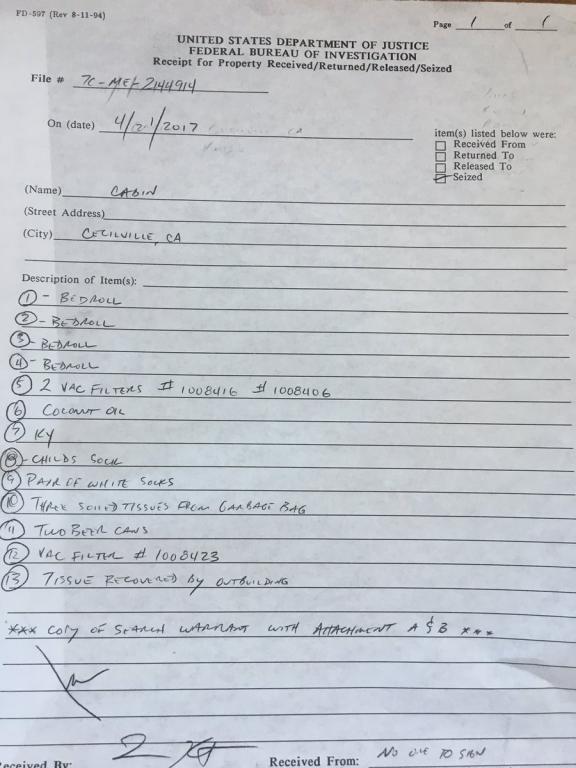 FD-597 (Rev 8-11-94)
Page 1 of 1
UNITED STATES DEPARTMENT OF JUSTICE
FEDERAL BUREAU OF INVESTIGATION
Receipt for Property Received/Returned/Released/Seized
File # 7C-ME-2144914
On (date) 4/21/2017
item(s) listed below were:
Received From
Returned To
Released To
Seized
(Name) CABIN
(Street Address)
(City) CECILVILLE, CA
Description of Item(s):
1 - BEDROLL
2 - BEDROLL
3 - BEDROLL
4 - BEDROLL
5 2 VAC FILTERS # 1008416 # 1008406
6 COCONUT OIL
7 KY
8 - CHILDS SOCK
9 PAIR OF WHITE SOCKS
10 THREE SOILED TISSUES FROM GARBAGE BAG
11 TWO BEER CANS
12 VAC FILTER # 1008423
13 TISSUE RECOVERED BY OUTBUILDING
*** COPY OF SEARCH WARRANT WITH ATTACHMENT A & B ***
Received By:
Received From: NO ONE TO SIGN